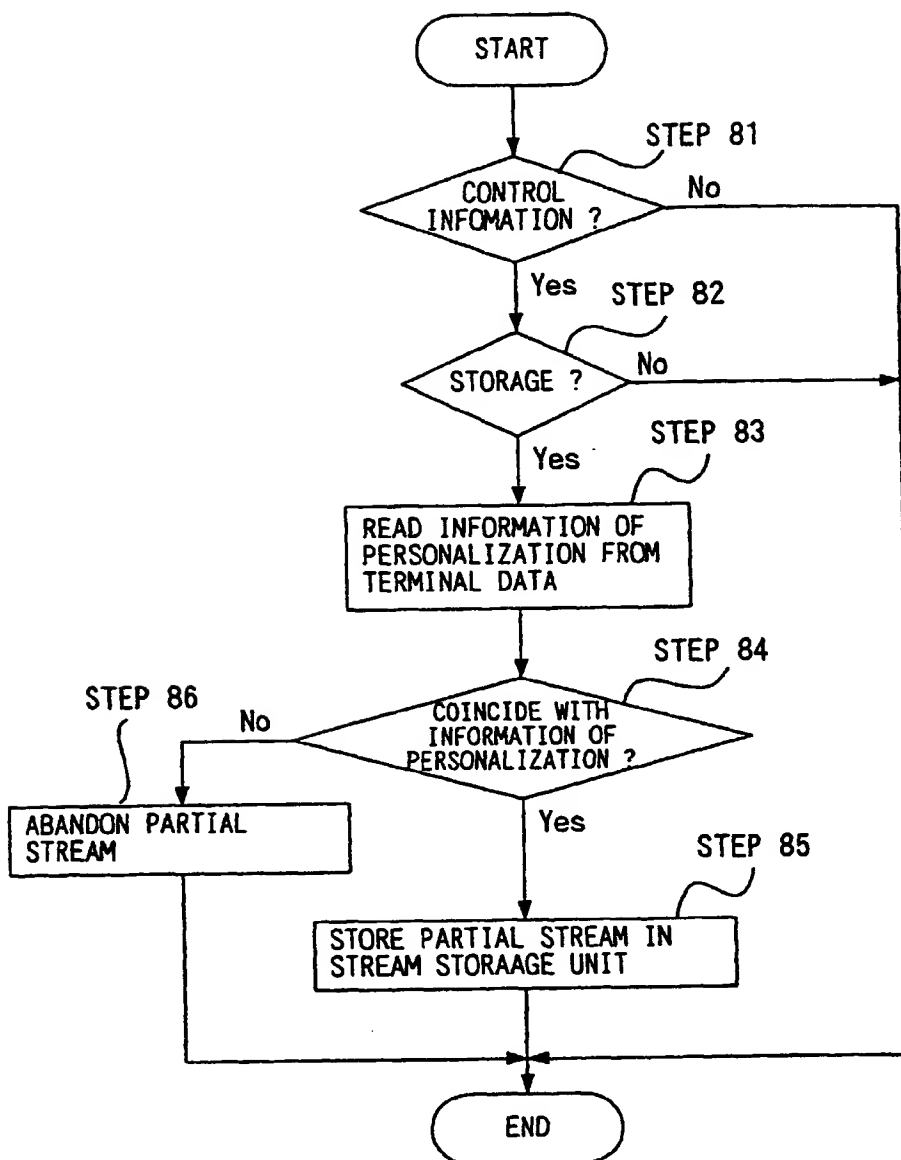 START
STEP 81
CONTROL
INFOMATION ?
No
Yes
STEP 82
STORAGE ?
No
Yes
STEP 83
READ INFORMATION OF
PERSONALIZATION FROM
TERMINAL DATA
STEP 84
STEP 86
No
COINCIDE WITH
INFORMATION OF
PERSONALIZATION ?
ABANDON PARTIAL
STREAM
Yes
STEP 85
STORE PARTIAL STREAM IN
STREAM STORAAGE UNIT
END